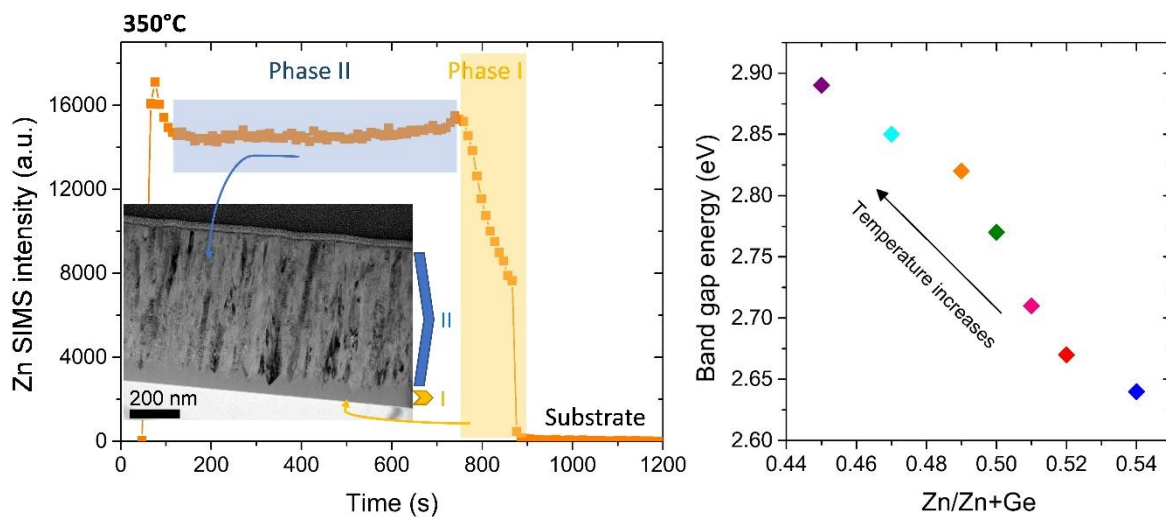 350°C
Phase II
Phase I
Zn SIMS intensity (a.u.)
16000
12000
8000
4000
0
II
I
200 nm
Substrate
0
200
400
600
800
1000
1200
Time (s)
Band gap energy (eV)
2.90
2.85
2.80
2.75
2.70
2.65
2.60
Temperature increases
0.44
0.46
0.48
0.50
0.52
0.54
Zn/Zn+Ge